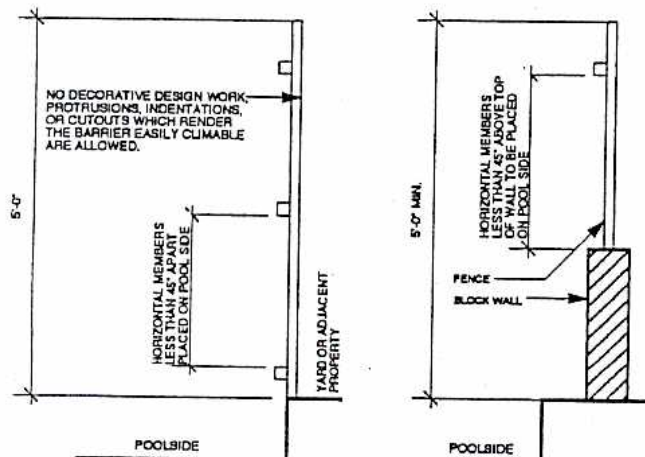 NO DECORATIVE DESIGN WORK,
PROTRUSIONS, INDENTATIONS,
OR CUTOUTS WHICH RENDER
THE BARRIER EASILY CLIMABLE
ARE ALLOWED.
5'-0"
HORIZONTAL MEMBERS
LESS THAN 45" APART
PLACED ON POOL SIDE
YARD OR ADJACENT
PROPERTY
POOLSIDE
5'-0" MIN.
HORIZONTAL MEMBERS
LESS THAN 45" ABOVE TOP
OF WALL TO BE PLACED
ON POOL SIDE
FENCE
BLOCK WALL
POOLSIDE